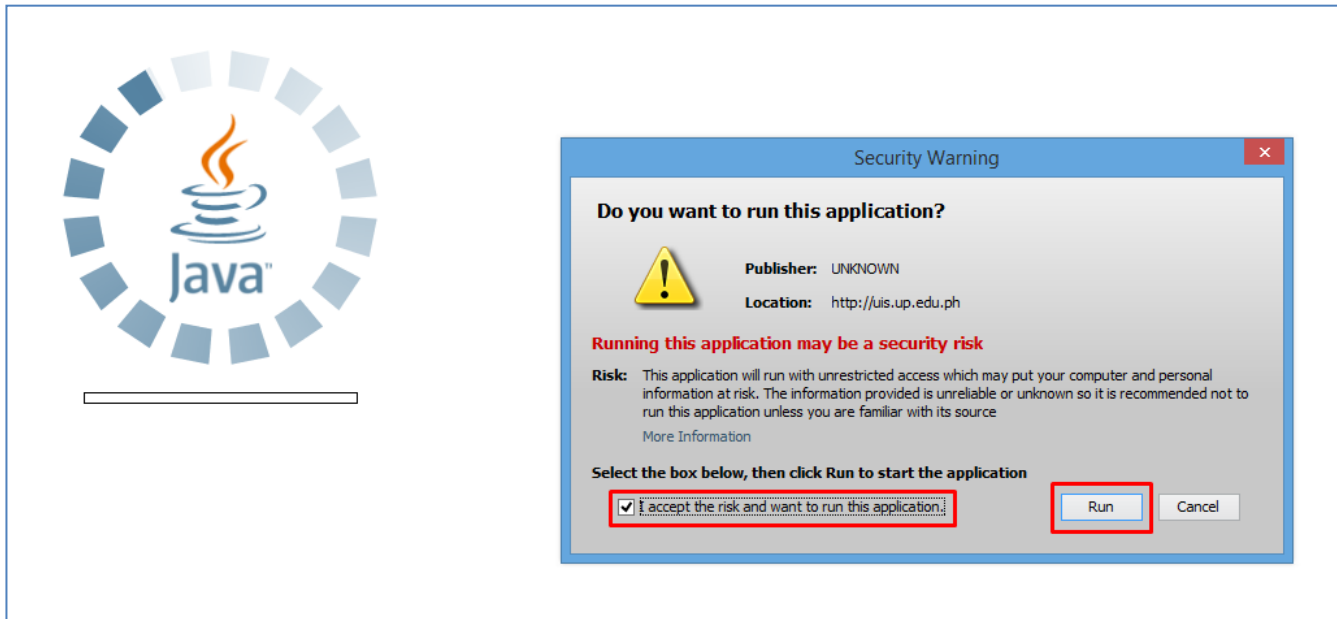 Java™
Security Warning
Do you want to run this application?
Publisher: UNKNOWN
Location: http://uis.up.edu.ph
Running this application may be a security risk
Risk: This application will run with unrestricted access which may put your computer and personal
information at risk. The information provided is unreliable or unknown so it is recommended not to
run this application unless you are familiar with its source
More Information
Select the box below, then click Run to start the application
I accept the risk and want to run this application.
Run
Cancel